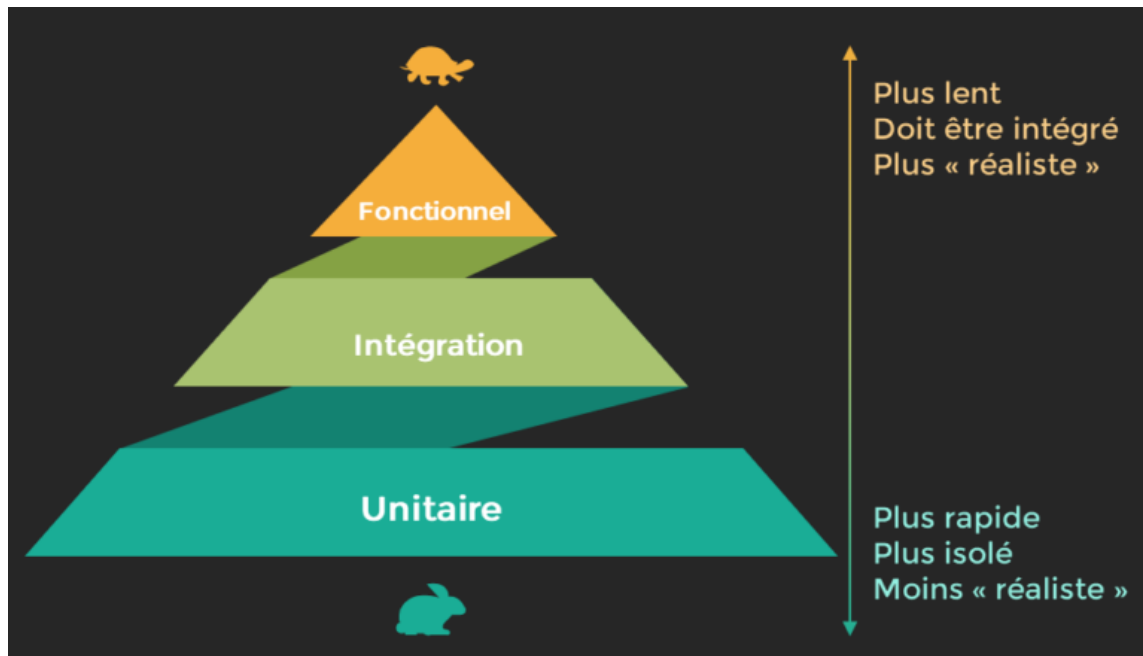 Plus lent
Doit être intégré
Plus « réaliste »
Fonctionnel
Intégration
Unitaire
Plus rapide
Plus isolé
Moins « réaliste »